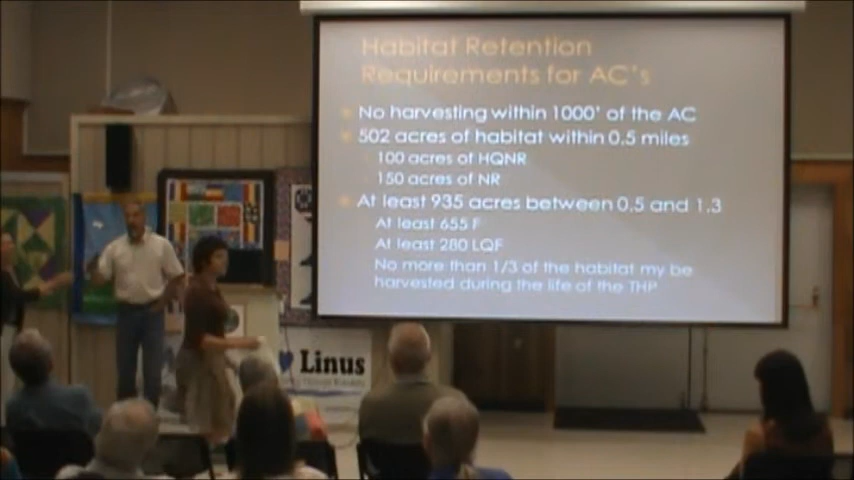 Habitat Retention
Requirements for AC's
No harvesting within 1000' of the AC
502 acres of habitat within 0.5 miles
100 acres of HQNR
150 acres of NR
At least 935 acres between 0.5 and 1.3
At least 655 F
At least 280 LQF
No more than 1/3 of the habitat my be
harvested during the life of the THP
Linus